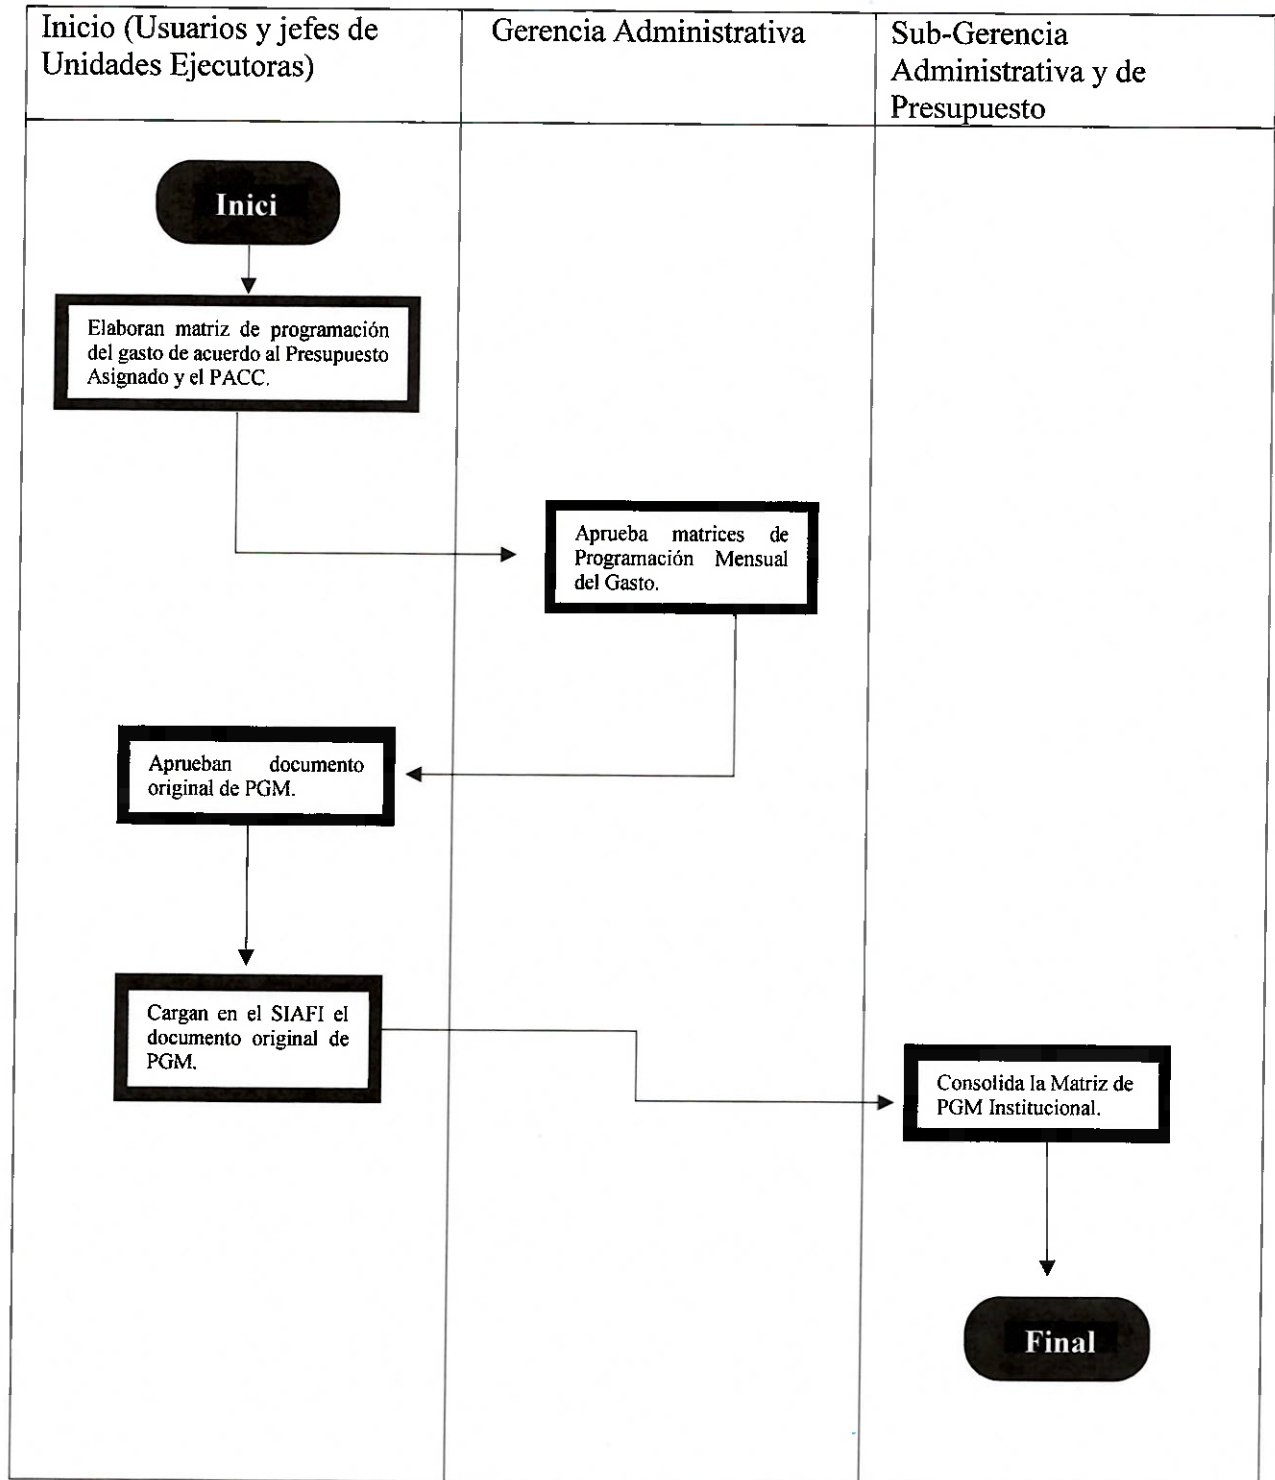 Inicio (Usuarios y jefes de
Unidades Ejecutoras)
Gerencia Administrativa
Sub-Gerencia
Administrativa y de
Presupuesto
Inici
Elaboran matriz de programación
del gasto de acuerdo al Presupuesto
Asignado y el PACC.
Aprueba matrices de
Programación Mensual
del Gasto.
Aprueban documento
original de PGM.
Cargan en el SIAFI el
documento original de
PGM.
Consolida la Matriz de
PGM Institucional.
Final